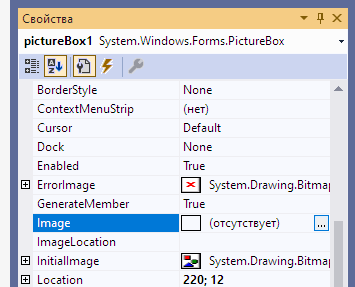 Свойства
pictureBox1 System.Windows.Forms.PictureBox
BorderStyle None
ContextMenuStrip (нет)
Cursor Default
Dock None
Enabled True
ErrorImage System.Drawing.Bitmap
GenerateMember True
Image (отсутствует) ...
ImageLocation
InitialImage System.Drawing.Bitmap
Location 220; 12